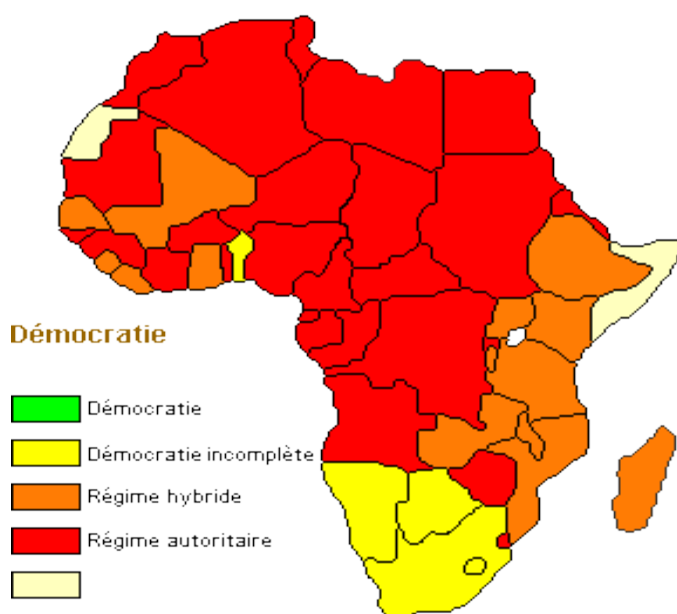 Démocratie
Démocratie
Démocratie incomplète
Régime hybride
Régime autoritaire